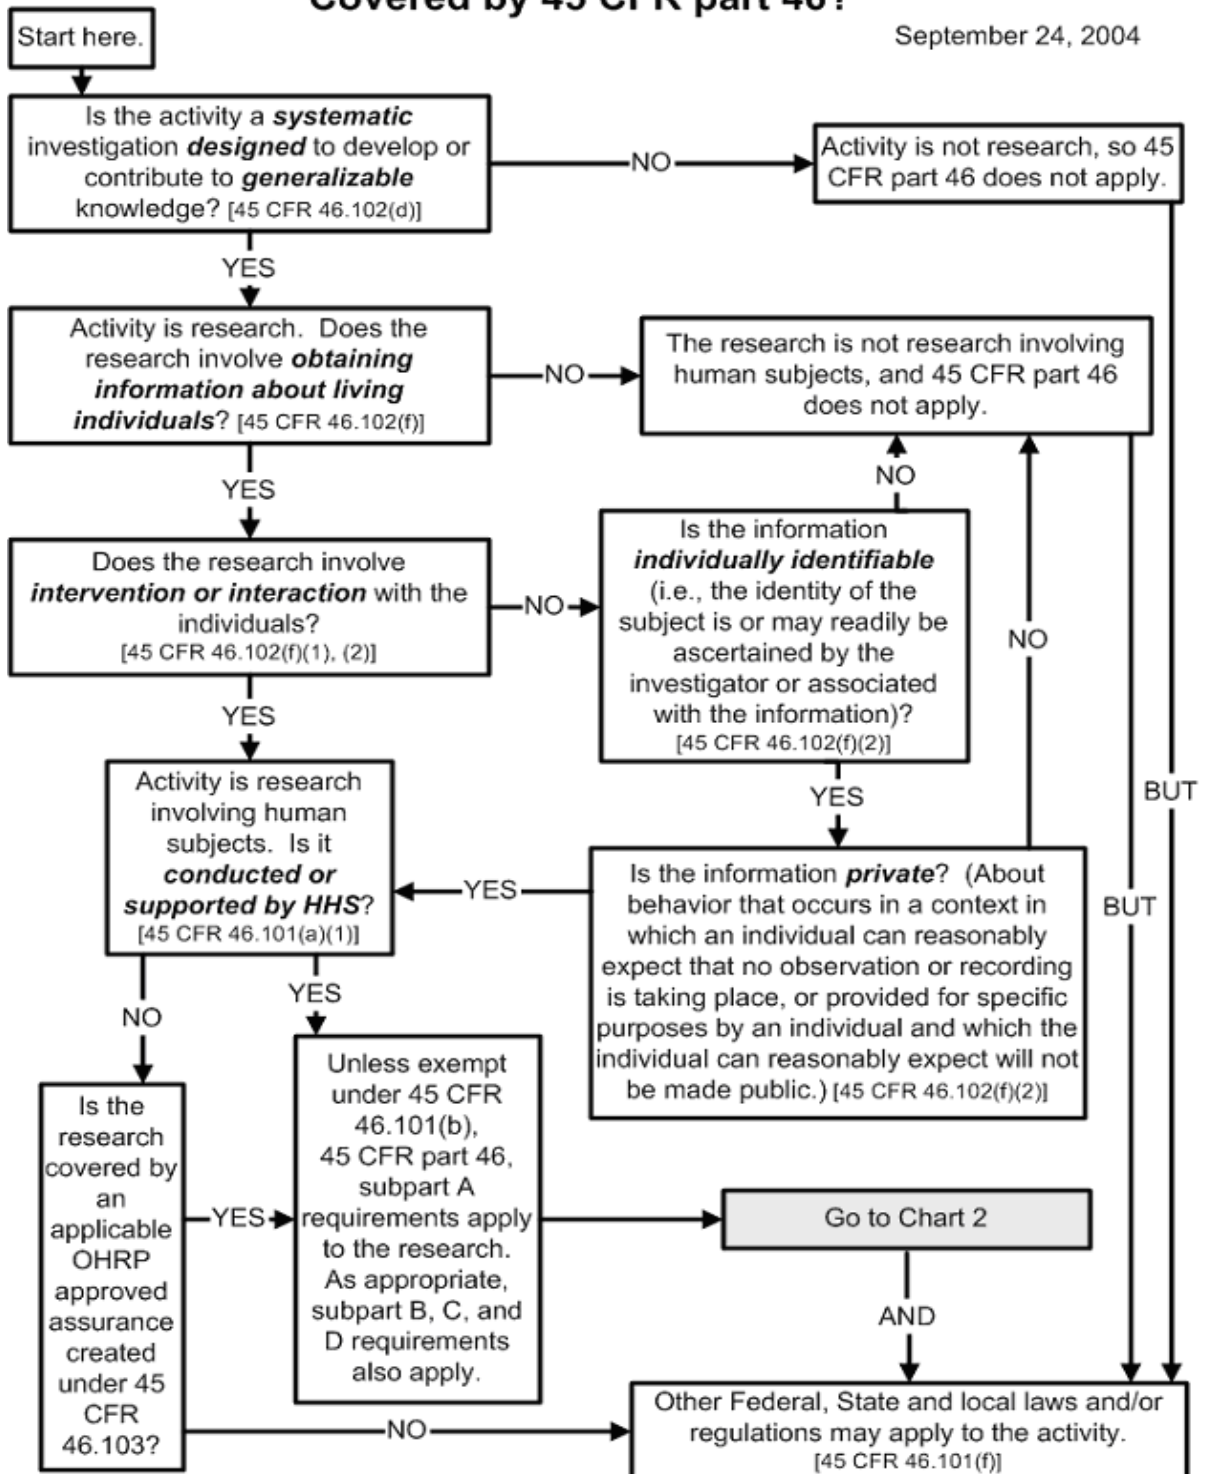 Covered by 45 CFR part 46?
Start here.
September 24, 2004
Is the activity a systematic
investigation designed to develop or
contribute to generalizable
knowledge? [45 CFR 46.102(d)]
NO
Activity is not research, so 45
CFR part 46 does not apply.
YES
Activity is research. Does the
research involve obtaining
information about living
individuals? [45 CFR 46.102(f)]
NO
The research is not research involving
human subjects, and 45 CFR part 46
does not apply.
YES
NO
Does the research involve
intervention or interaction with the
individuals?
[45 CFR 46.102(f)(1), (2)]
NO
Is the information
individually identifiable
(i.e., the identity of the
subject is or may readily be
ascertained by the
investigator or associated
with the information)?
[45 CFR 46.102(f)(2)]
NO
YES
YES
BUT
Activity is research
involving human
subjects. Is it
conducted or
supported by HHS?
[45 CFR 46.101(a)(1)]
YES
Is the information private? (About
behavior that occurs in a context in
which an individual can reasonably
expect that no observation or recording
is taking place, or provided for specific
purposes by an individual and which the
individual can reasonably expect will not
be made public.) [45 CFR 46.102(f)(2)]
BUT
NO
YES
Is the
research
covered by
an
applicable
OHRP
approved
assurance
created
under 45
CFR
46.103?
YES
Unless exempt
under 45 CFR
46.101(b),
45 CFR part 46,
subpart A
requirements apply
to the research.
As appropriate,
subpart B, C, and
D requirements
also apply.
Go to Chart 2
AND
NO
Other Federal, State and local laws and/or
regulations may apply to the activity.
[45 CFR 46.101(f)]